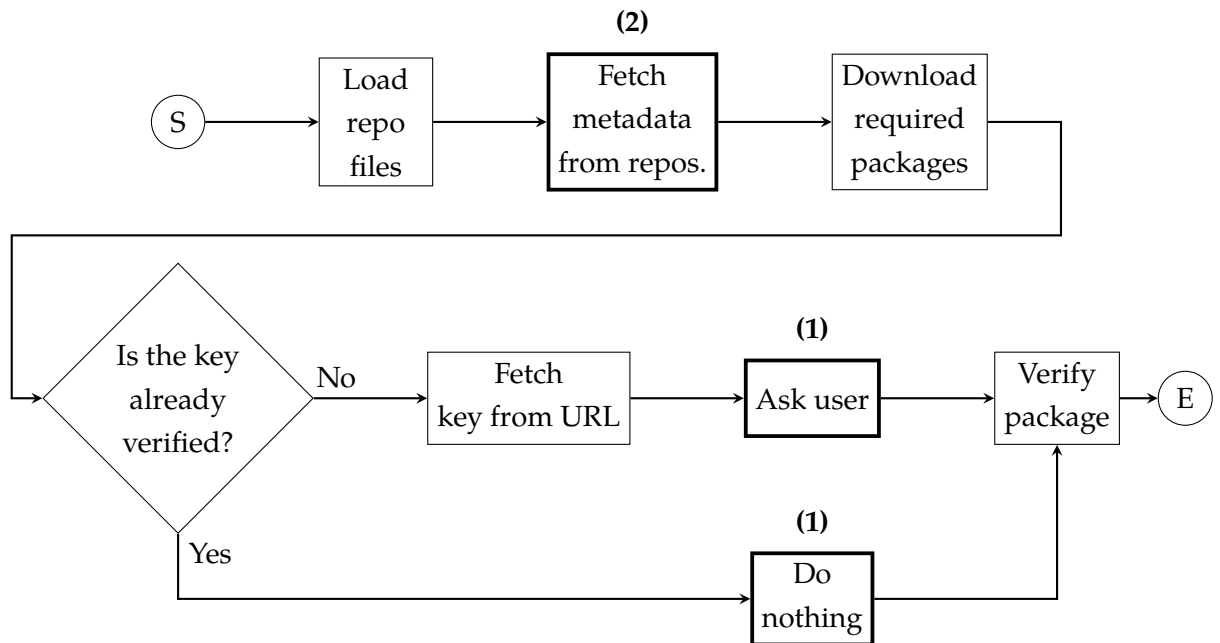 (2)
S
Load
repo
files
Fetch
metadata
from repos.
Download
required
packages
Is the key
already
verified?
No
Fetch
key from URL
(1)
Ask user
Verify
package
E
Yes
(1)
Do
nothing